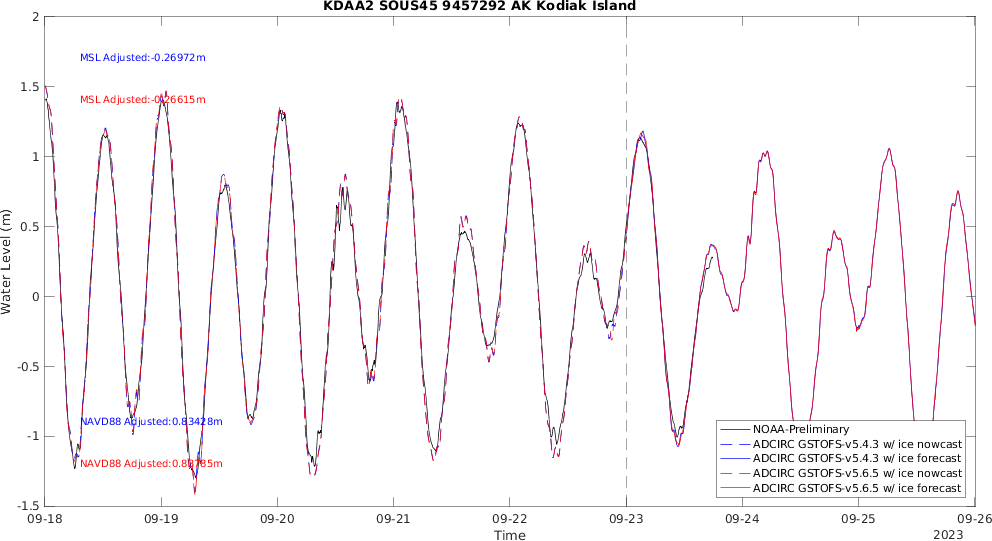 KDAA2 SOUS45 9457292 AK Kodiak Island
2
1.5
1
0.5
0
-0.5
-1
-1.5
Water Level (m)
MSL Adjusted:-0.26972m
MSL Adjusted:-0.26615m
NAVD88 Adjusted:0.83428m
NAVD88 Adjusted:0.83785m
NOAA-Preliminary
ADCIRC GSTOFS-v5.4.3 w/ ice nowcast
ADCIRC GSTOFS-v5.4.3 w/ ice forecast
ADCIRC GSTOFS-v5.6.5 w/ ice nowcast
ADCIRC GSTOFS-v5.6.5 w/ ice forecast
09-18 09-19 09-20 09-21 09-22 09-23 09-24 09-25 09-26
Time
2023